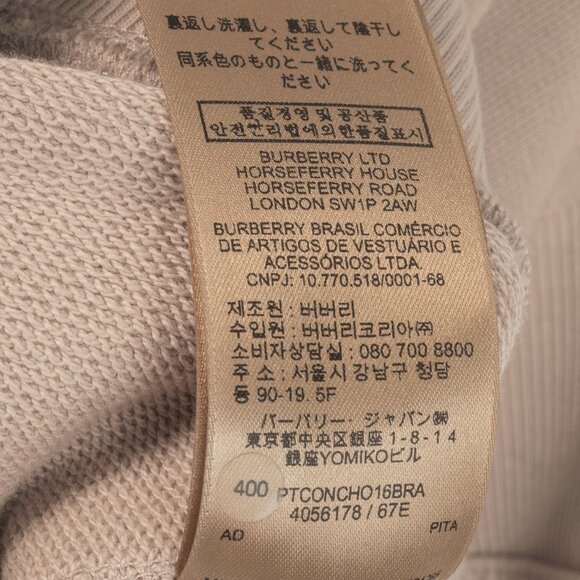 裏返し洗濯し、裏返して陰干し
てください
同系色のものと一緒に洗ってく
ださい
품질경영 및 공산품
안전관리법에의한품질표시
BURBERRY LTD
HORSEFERRY HOUSE
HORSEFERRY ROAD
LONDON SW1P 2AW
BURBERRY BRASIL COMÉRCIO
DE ARTIGOS DE VESTUÁRIO E
ACESSÓRIOS LTDA
CNPJ: 10.770.518/0001-68
제조원 : 버버리
수입원 : 버버리코리아㈜
소비자상담실 : 080 700 8800
주 소 : 서울시 강남구 청담
동 90-19. 5F
バーバリー・ジャパン㈱
東京都中央区銀座1-8-14
銀座YOMIKOビル
400 PTCONCHO16BRA
4056178 / 67E
AD PITA